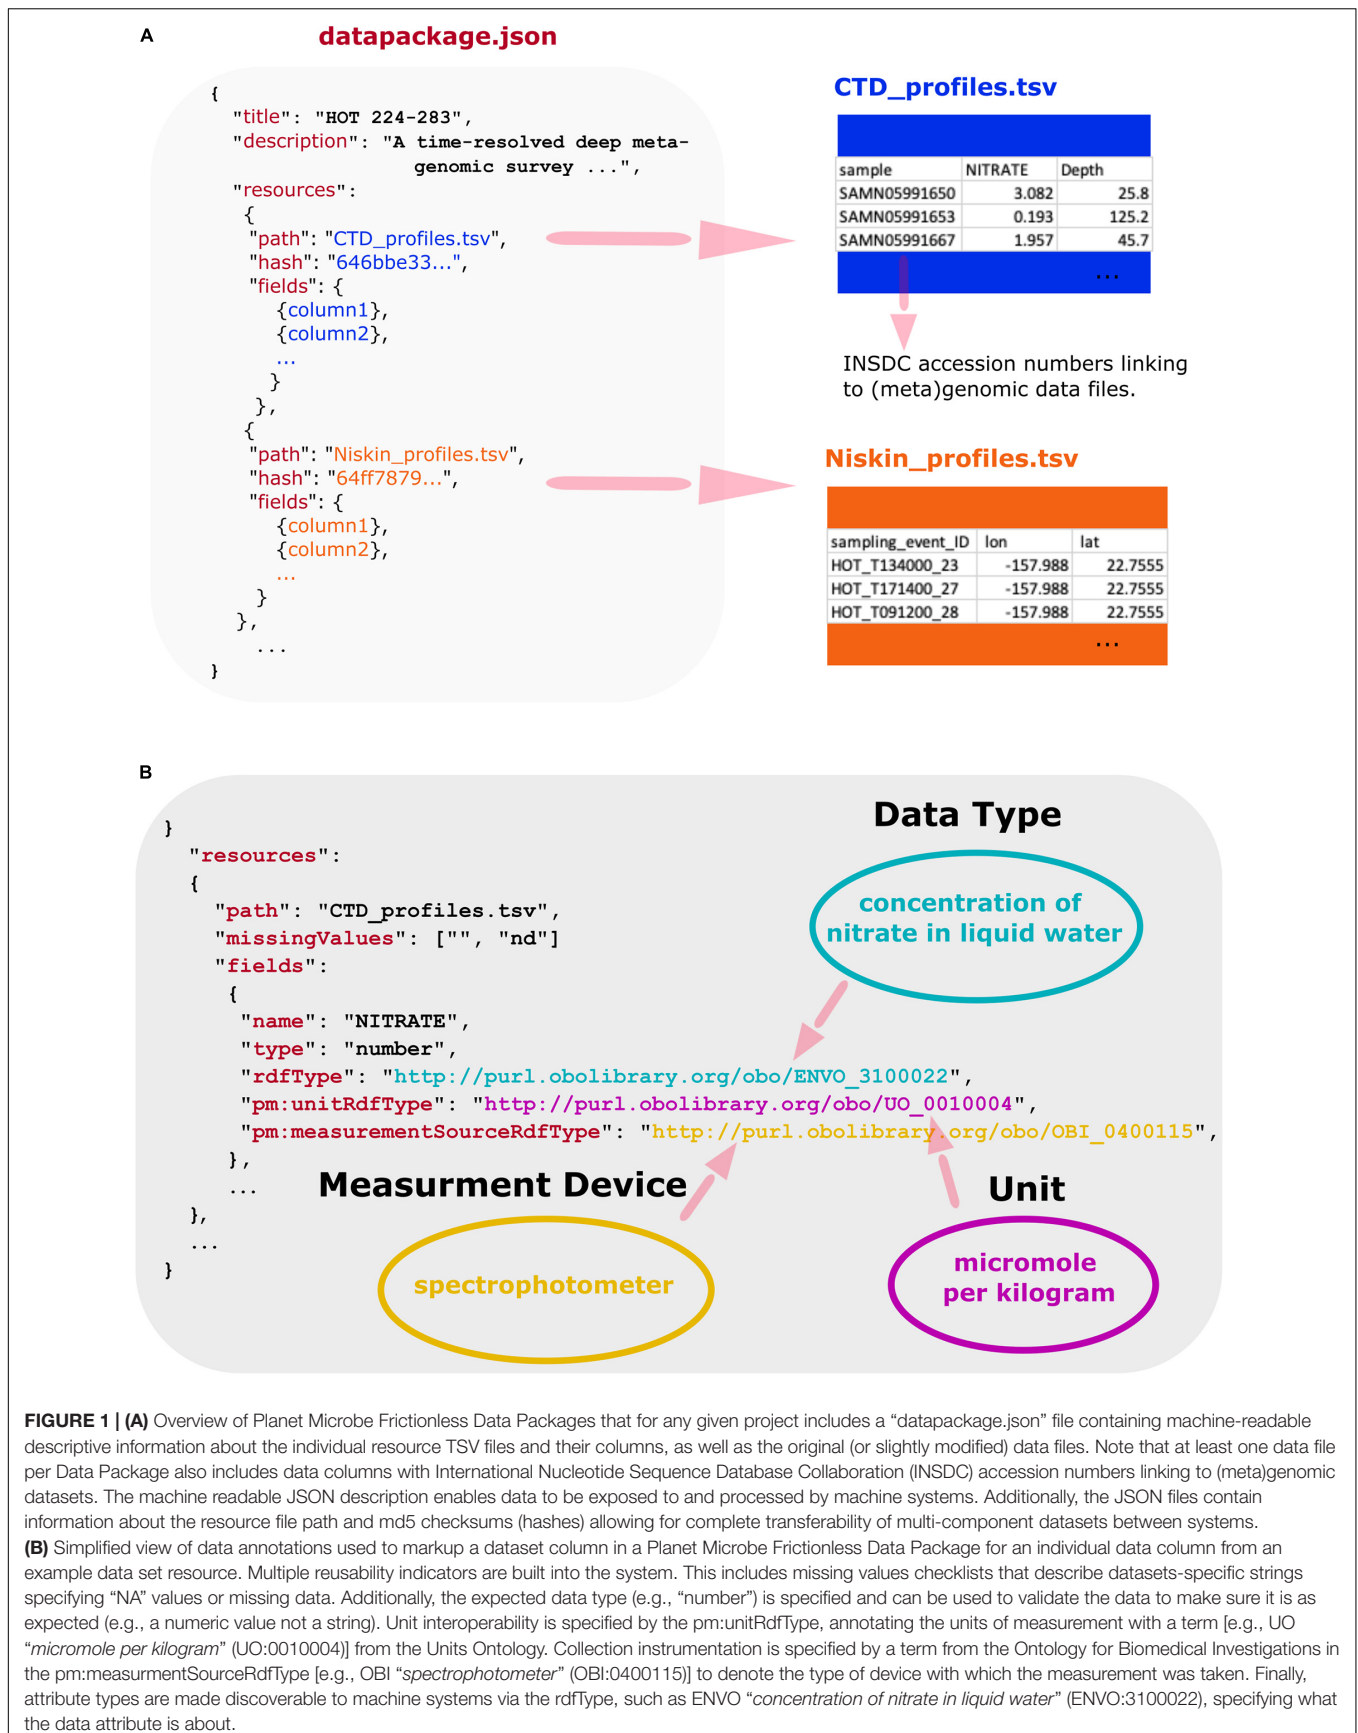 A
datapackage.json
{
"title": "HOT 224-283",
"description": "A time-resolved deep meta-
genomic survey ...",
"resources":
{
"path": "CTD_profiles.tsv",
"hash": "646bbe33...",
"fields": {
{column1},
{column2},
...
}
},
{
"path": "Niskin_profiles.tsv",
"hash": "64ff7879...",
"fields": {
{column1},
{column2},
...
}
},
...
}
CTD_profiles.tsv
sample NITRATE Depth
SAMN05991650 3.082 25.8
SAMN05991653 0.193 125.2
SAMN05991667 1.957 45.7
...
INSDC accession numbers linking
to (meta)genomic data files.
Niskin_profiles.tsv
sampling_event_ID lon lat
HOT_T134000_23 -157.988 22.7555
HOT_T171400_27 -157.988 22.7555
HOT_T091200_28 -157.988 22.7555
...
B
}
"resources":
{
"path": "CTD_profiles.tsv",
"missingValues": ["", "nd"]
"fields":
{
"name": "NITRATE",
"type": "number",
"rdfType": "http://purl.obolibrary.org/obo/ENVO_3100022",
"pm:unitRdfType": "http://purl.obolibrary.org/obo/UO_0010004",
"pm:measurementSourceRdfType": "http://purl.obolibrary.org/obo/OBI_0400115",
},
...
},
...
}
Data Type
concentration of
nitrate in liquid water
Measurment Device
spectrophotometer
Unit
micromole
per kilogram
FIGURE 1 | (A) Overview of Planet Microbe Frictionless Data Packages that for any given project includes a “datapackage.json” file containing machine-readable
descriptive information about the individual resource TSV files and their columns, as well as the original (or slightly modified) data files. Note that at least one data file
per Data Package also includes data columns with International Nucleotide Sequence Database Collaboration (INSDC) accession numbers linking to (meta)genomic
datasets. The machine readable JSON description enables data to be exposed to and processed by machine systems. Additionally, the JSON files contain
information about the resource file path and md5 checksums (hashes) allowing for complete transferability of multi-component datasets between systems.
(B) Simplified view of data annotations used to markup a dataset column in a Planet Microbe Frictionless Data Package for an individual data column from an
example data set resource. Multiple reusability indicators are built into the system. This includes missing values checklists that describe datasets-specific strings
specifying “NA” values or missing data. Additionally, the expected data type (e.g., “number”) is specified and can be used to validate the data to make sure it is as
expected (e.g., a numeric value not a string). Unit interoperability is specified by the pm:unitRdfType, annotating the units of measurement with a term [e.g., UO
“micromole per kilogram” (UO:0010004)] from the Units Ontology. Collection instrumentation is specified by a term from the Ontology for Biomedical Investigations in
the pm:measurmentSourceRdfType [e.g., OBI “spectrophotometer” (OBI:0400115)] to denote the type of device with which the measurement was taken. Finally,
attribute types are made discoverable to machine systems via the rdfType, such as ENVO “concentration of nitrate in liquid water” (ENVO:3100022), specifying what
the data attribute is about.